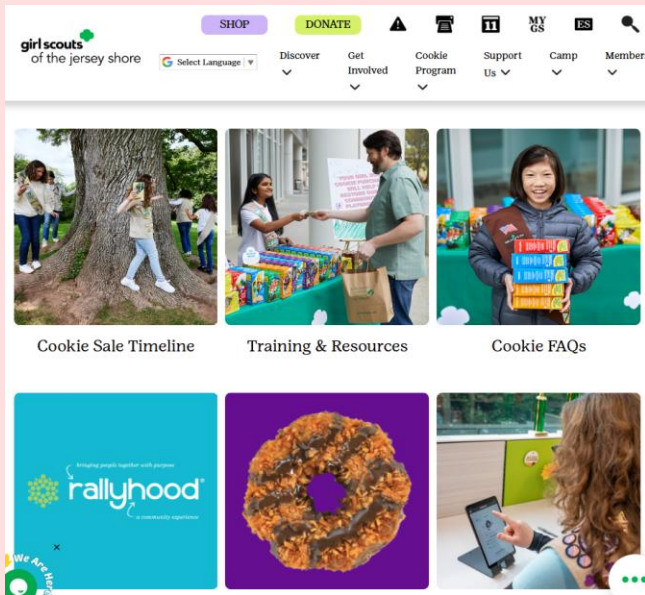 SHOP
DONATE
11
MY
GS
ES
girl scouts
of the jersey shore
Select Language
Discover
Get
Involved
Cookie
Program
Support
Us
Camp
Member
Cookie Sale Timeline
Training & Resources
Cookie FAQs
bringing people together with purpose
rallyhood
a community experience
We Are Here